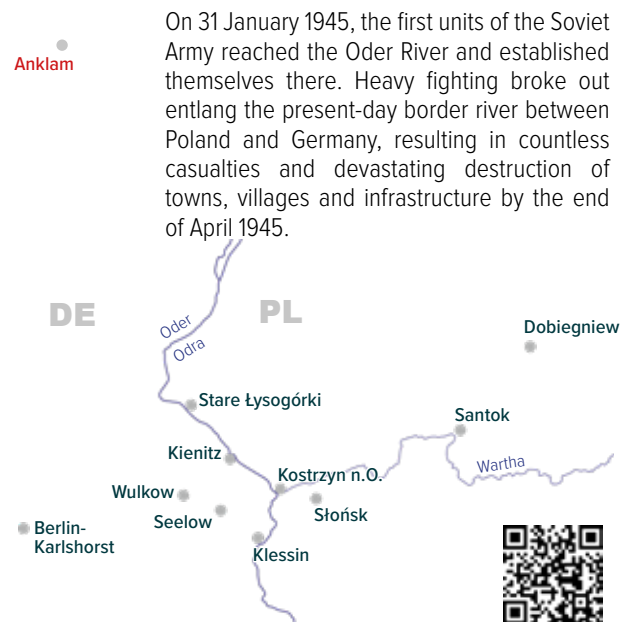 On 31 January 1945, the first units of the Soviet
Army reached the Oder River and established
themselves there. Heavy fighting broke out
entlang the present-day border river between
Poland and Germany, resulting in countless
casualties and devastating destruction of
towns, villages and infrastructure by the end
of April 1945.
Anklam
DE
PL
Oder
Odra
Dobiegniew
Stare Łysogórki
Santok
Kienitz
Wartha
Kostrzyn n.O.
Wulkow
Słońsk
Seelow
Berlin-
Karlshorst
Klessin